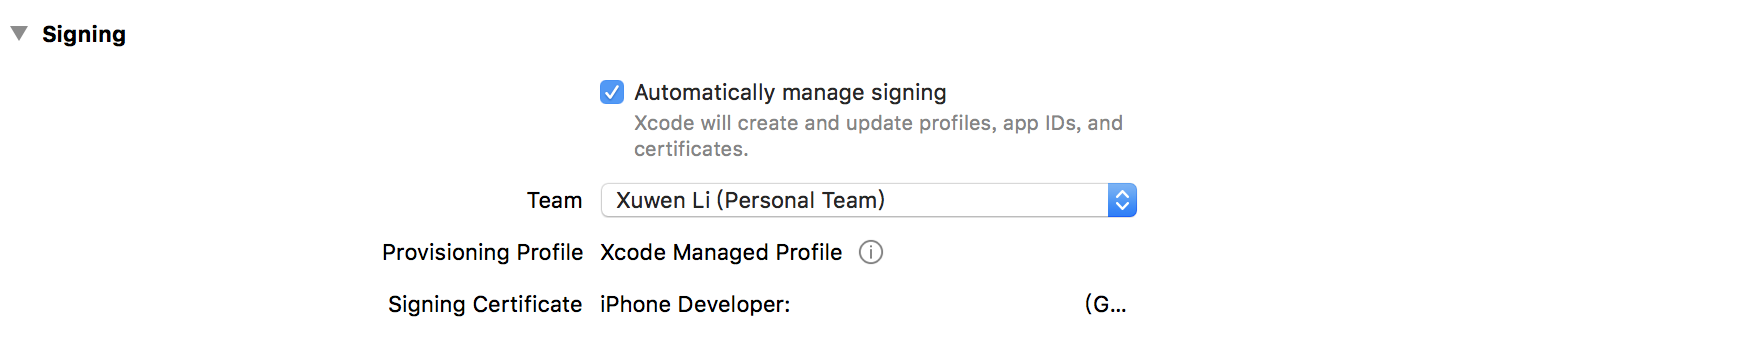 Signing
Automatically manage signing
Xcode will create and update profiles, app IDs, and
certificates.
Team Xuwen Li (Personal Team)
Provisioning Profile Xcode Managed Profile
Signing Certificate iPhone Developer: (G...